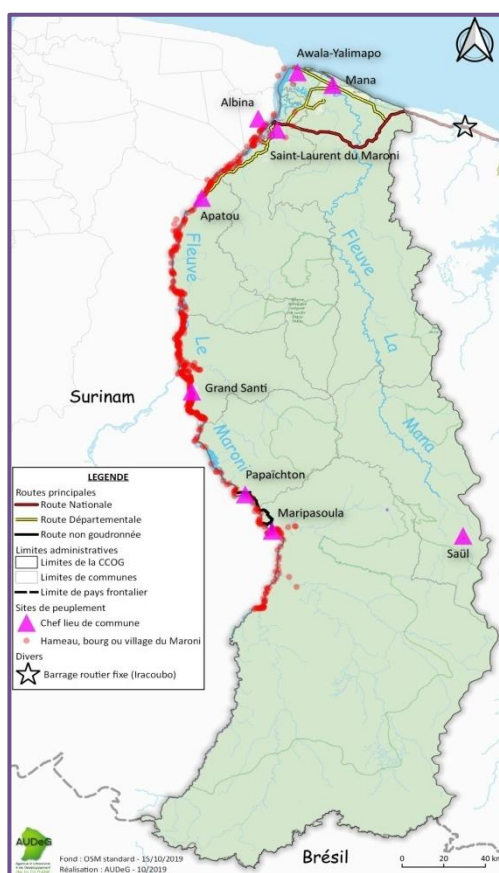 Awala-Yalimapo
Mana
Albina
Saint-Laurent du Maroni
Apatou
Fleuve
Fleuve
La
Le
Grand Santi
Surinam
Mana
Maroni
Papaïchton
Maripasoula
Saül
LEGENDE
Routes principales
Route Nationale
Route Départementale
Route non goudronnée
Limites administratives
Limites de la CCOG
Limites de communes
Limite de pays frontalier
Sites de peuplement
Chef lieu de commune
Hameau, bourg ou village du Maroni
Divers
Barrage routier fixe (Iracoubo)
AUDeG
Fond : OSM standard - 15/10/2019
Réalisation : AUDeG - 10/2019
Brésil
0 20 40 k